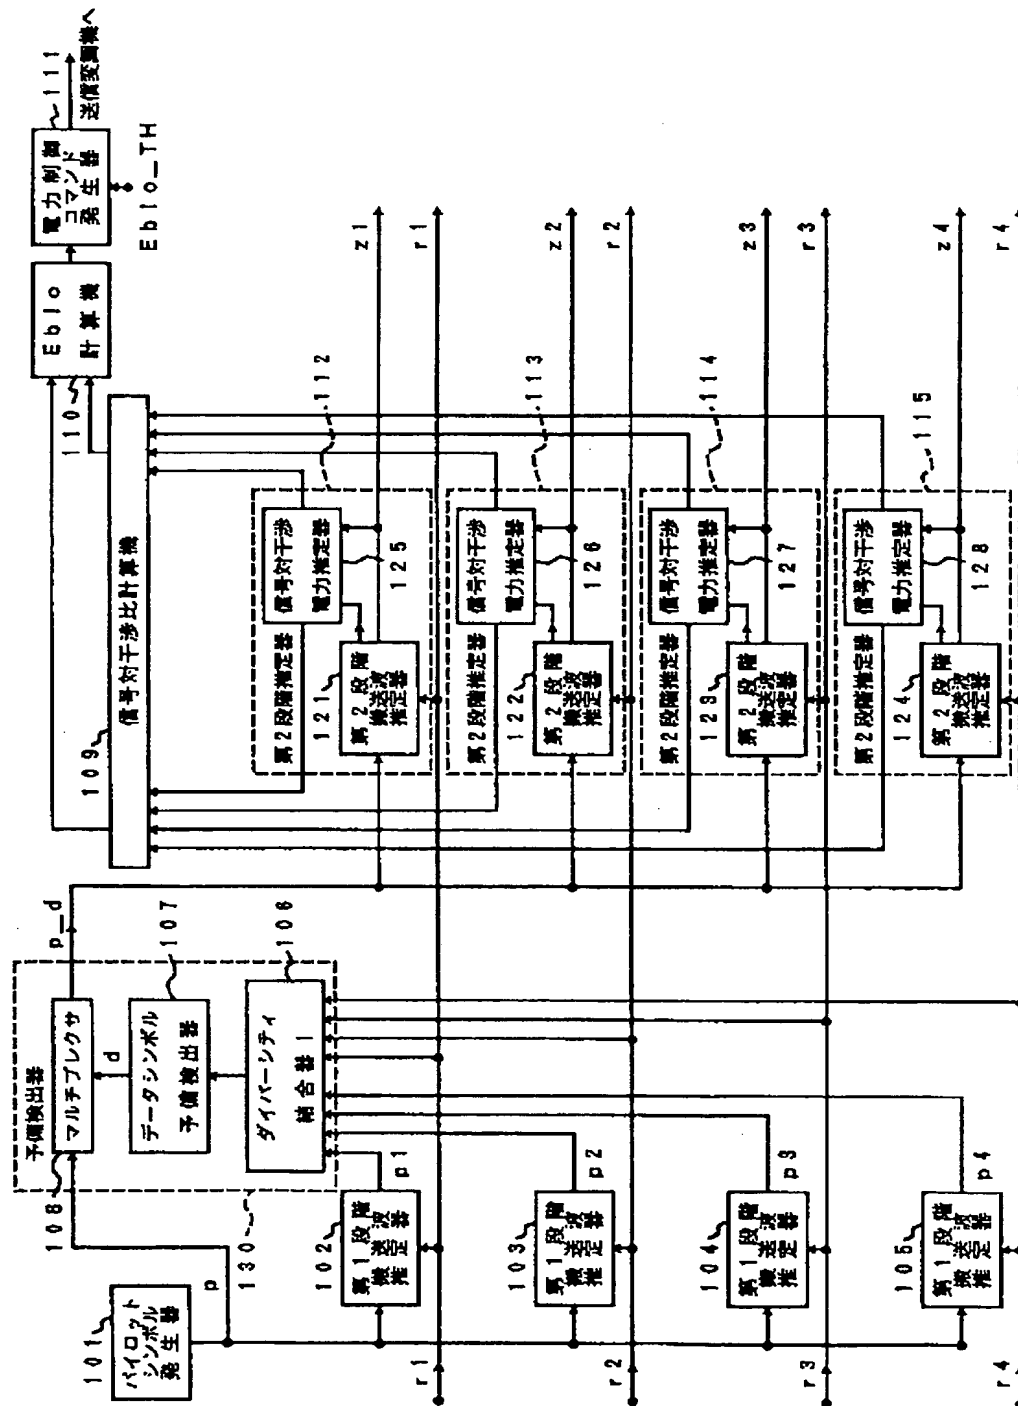 101
パイロット
シンボル
発生器
p
予備検出器
108
マルチプレクサ
p_d
d
データシンボル
予備検出器
107
ダイバーシティ
結合器1
106
130
102
第1段階
搬送波
推定器
p1
103
第1段階
搬送波
推定器
p2
104
第1段階
搬送波
推定器
p3
105
第1段階
搬送波
推定器
p4
r1
r2
r3
r4
109
信号対干渉比計算機
110
EbIo
計算機
電力制御
コマンド
発生器
111
送信変調機へ
EbIo_TH
第2段階推定器
112
121
第2段階
搬送波
推定器
信号対干渉
電力推定器
125
z1
r1
第2段階推定器
113
122
第2段階
搬送波
推定器
信号対干渉
電力推定器
126
z2
r2
第2段階推定器
114
123
第2段階
搬送波
推定器
信号対干渉
電力推定器
127
z3
r3
第2段階推定器
115
124
第2段階
搬送波
推定器
信号対干渉
電力推定器
128
z4
r4